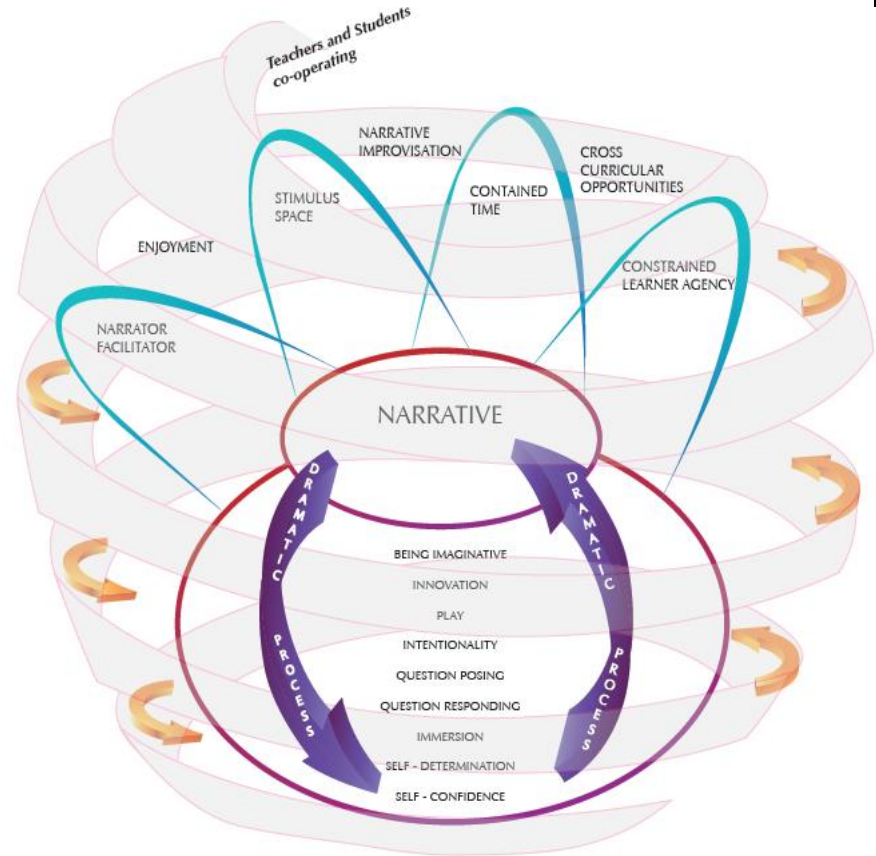 Teachers and Students
co-operating
NARRATIVE
IMPROVISATION
CROSS
CURRICULAR
OPPORTUNITIES
STIMULUS
SPACE
CONTAINED
TIME
ENJOYMENT
CONSTRAINED
LEARNER AGENCY
NARRATOR
FACILITATOR
NARRATIVE
DRAMATIC PROCESS
DRAMATIC PROCESS
BEING IMAGINATIVE
INNOVATION
PLAY
INTENTIONALITY
QUESTION POSING
QUESTION RESPONDING
IMMERSION
SELF - DETERMINATION
SELF - CONFIDENCE